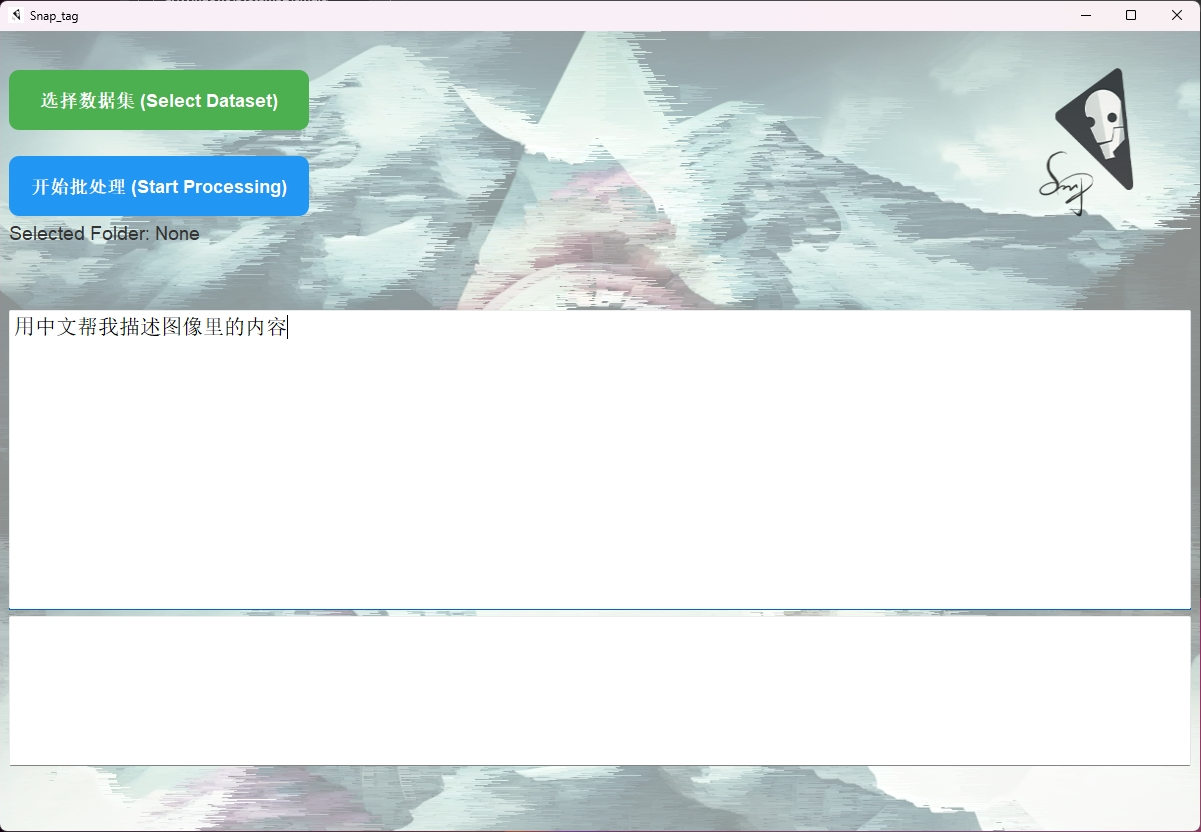 Snap_tag
选择数据集 (Select Dataset)
Snp
开始批处理 (Start Processing)
Selected Folder: None
用中文帮我描述图像里的内容